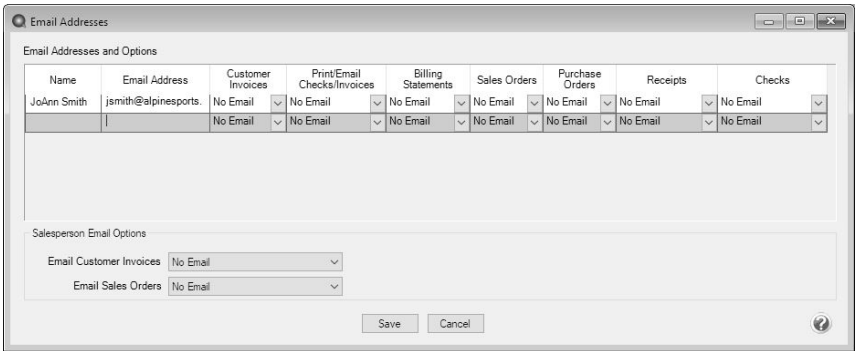 Email Addresses
Email Addresses and Options
Name Email Address Customer Invoices Print/Email Checks/Invoices Billing Statements Sales Orders Purchase Orders Receipts Checks
JoAnn Smith jsmith@alpinesports. No Email No Email No Email No Email No Email No Email No Email
No Email No Email No Email No Email No Email No Email No Email
Salesperson Email Options
Email Customer Invoices No Email
Email Sales Orders No Email
Save Cancel
?